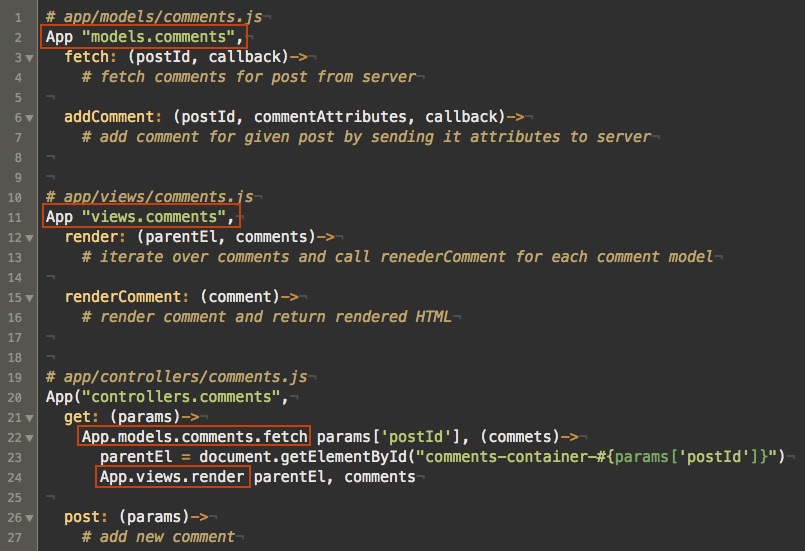 1 # app/models/comments.js¬
2 App "models.comments",¬
3 fetch: (postId, callback)->¬
4 # fetch comments for post from server¬
5 ¬
6 addComment: (postId, commentAttributes, callback)->¬
7 # add comment for given post by sending it attributes to server¬
8 ¬
9 ¬
10 # app/views/comments.js¬
11 App "views.comments",¬
12 render: (parentEl, comments)->¬
13 # iterate over comments and call renederComment for each comment model¬
14 ¬
15 renderComment: (comment)->¬
16 # render comment and return rendered HTML¬
17 ¬
18 ¬
19 # app/controllers/comments.js¬
20 App("controllers.comments",¬
21 get: (params)->¬
22 App.models.comments.fetch params['postId'], (commets)->¬
23 parentEl = document.getElementById("comments-container-#{params['postId']}")¬
24 App.views.render parentEl, comments¬
25 ¬
26 post: (params)->¬
27 # add new comment¬